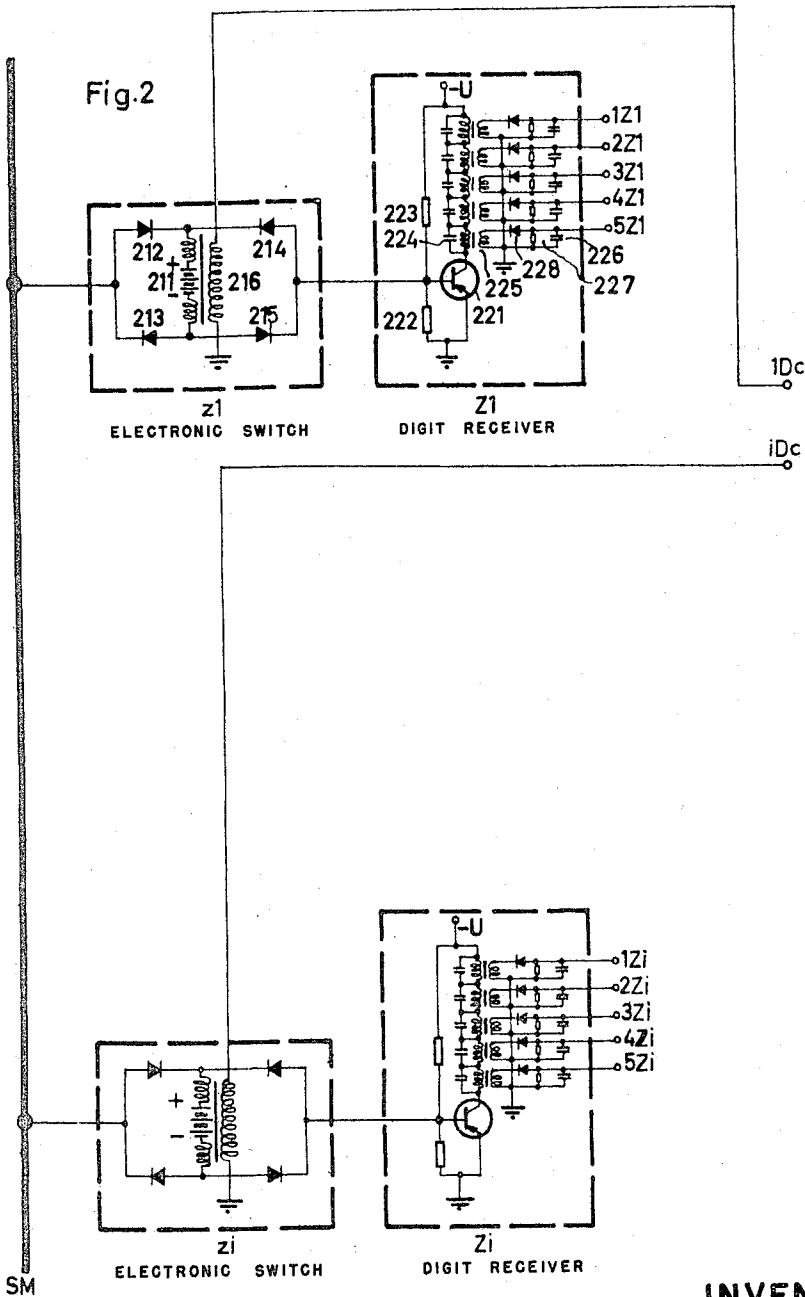 Fig.2
-U
1Z1
2Z1
3Z1
4Z1
5Z1
212
214
223
224
211
+
-
216
228
226
225
227
213
215
221
222
z1
ELECTRONIC SWITCH
Z1
DIGIT RECEIVER
1Dc
iDc
-U
1Zi
2Zi
3Zi
4Zi
5Zi
+
-
zi
ELECTRONIC SWITCH
Zi
DIGIT RECEIVER
SM
INVEN